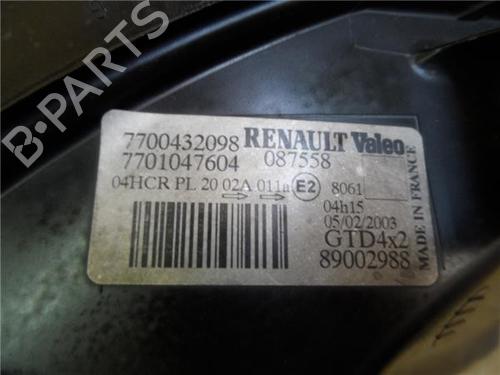 B-PARTS
7700432098 RENAULT Valeo
7701047604 087558
04HCR PL 20 02A 011a E2 8061
04h15
05/02/2003
GTD4x2
89002988
MADE IN FRANCE